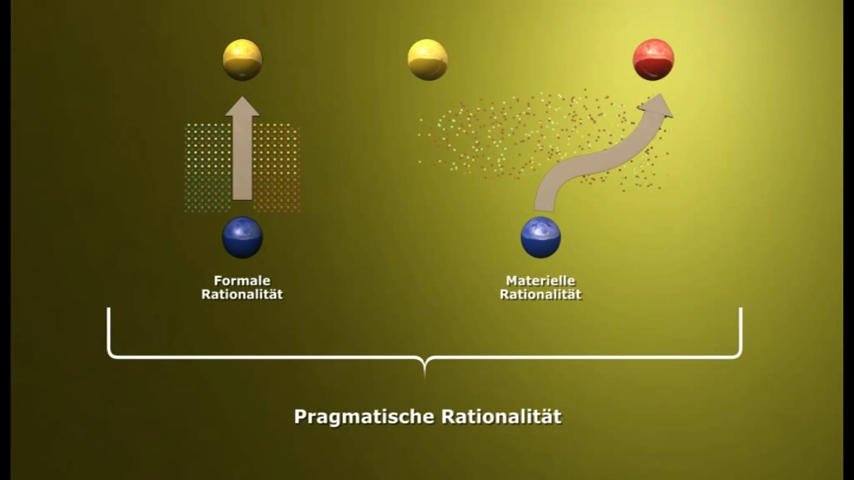 Formale
Rationalität
Materielle
Rationalität
Pragmatische Rationalität